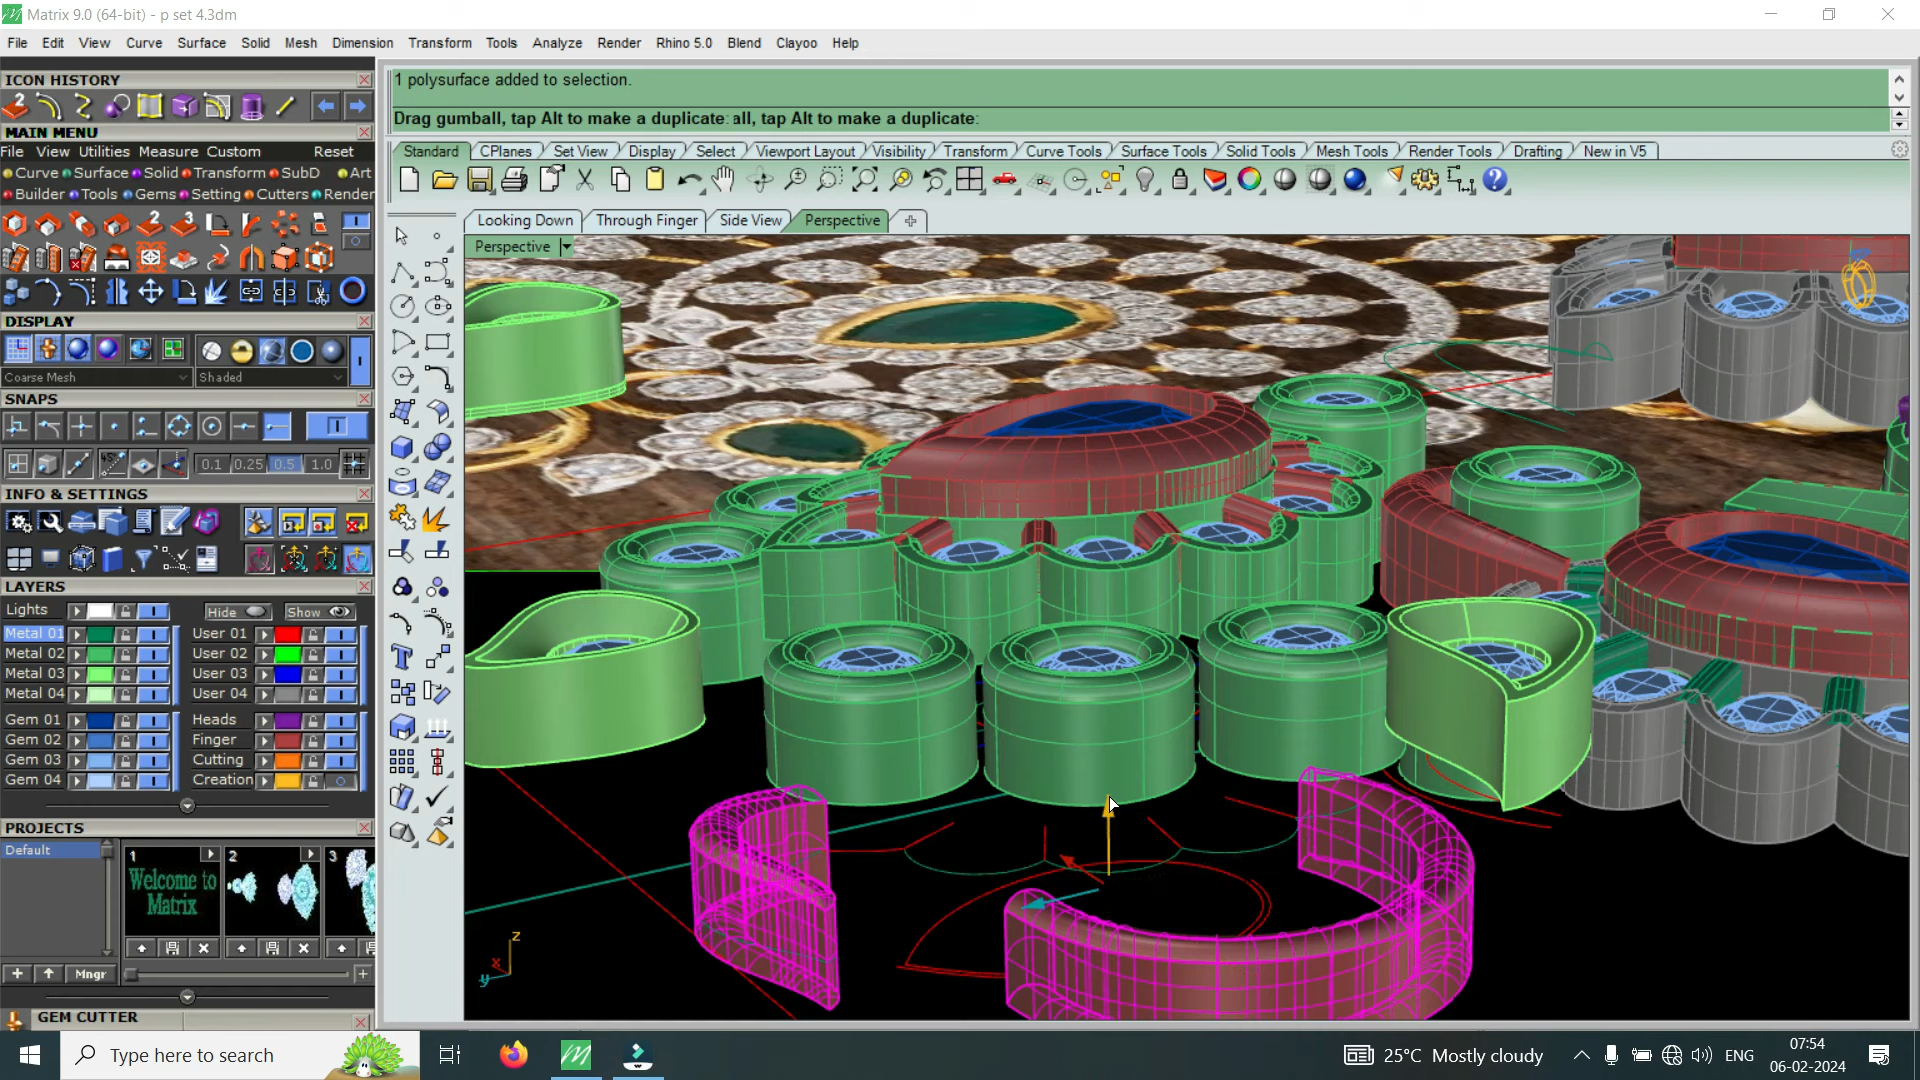 Matrix 9.0 (64-bit) - p set 4.3dm
File Edit View Curve Surface Solid Mesh Dimension Transform Tools Analyze Render Rhino 5.0 Blend Clayoo Help
ICON HISTORY
1 polysurface added to selection.
Drag gumball, tap Alt to make a duplicate: all, tap Alt to make a duplicate:
MAIN MENU
File View Utilities Measure Custom Reset
Curve Surface Solid Transform SubD Art
Builder Tools Gems Setting Cutters Render
Standard CPlanes Set View Display Select Viewport Layout Visibility Transform Curve Tools Surface Tools Solid Tools Mesh Tools Render Tools Drafting New in V5
Looking Down Through Finger Side View Perspective
Perspective
DISPLAY
Coarse Mesh Shaded
SNAPS
0.1 0.25 0.5 1.0
INFO & SETTINGS
LAYERS
Lights Hide Show
Metal 01 User 01
Metal 02 User 02
Metal 03 User 03
Metal 04 User 04
Gem 01 Heads
Gem 02 Finger
Gem 03 Cutting
Gem 04 Creation
PROJECTS
Default
1 2 3
Welcome to
Matrix
Mngr
GEM CUTTER
z
x
y
Type here to search
25°C Mostly cloudy
ENG
07:54
06-02-2024